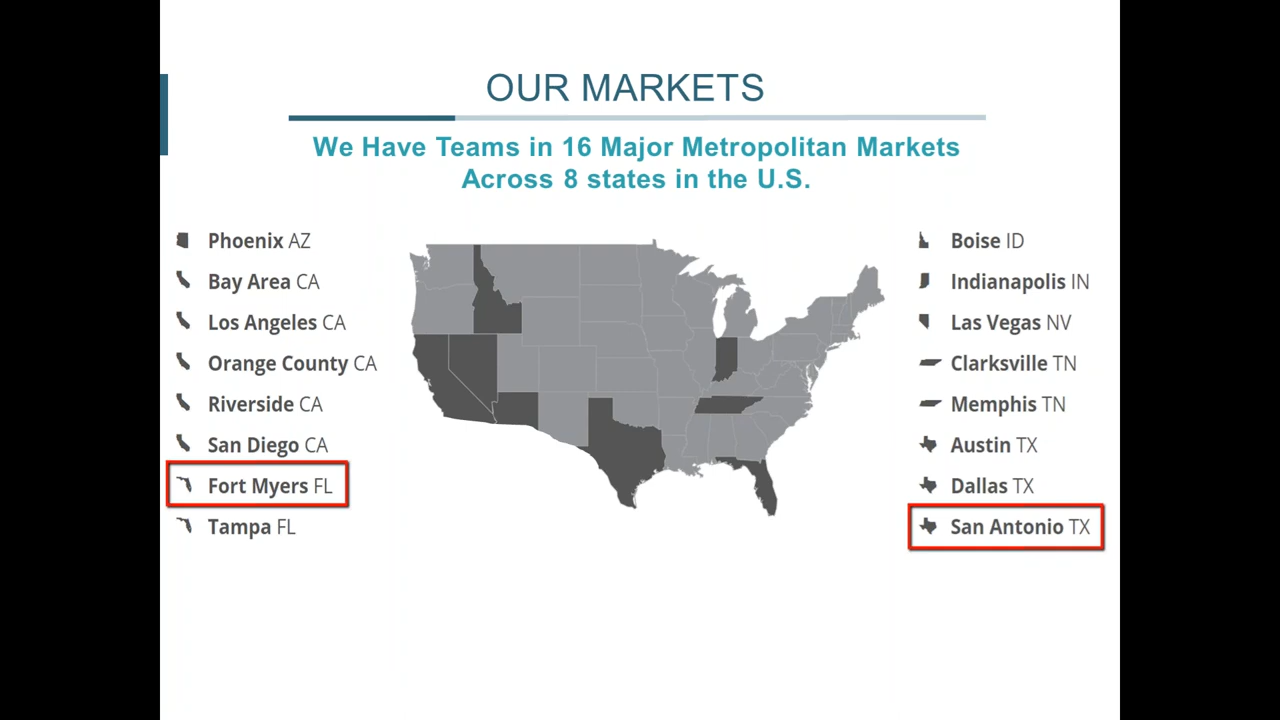 OUR MARKETS
We Have Teams in 16 Major Metropolitan Markets
Across 8 states in the U.S.
Phoenix AZ
Bay Area CA
Los Angeles CA
Orange County CA
Riverside CA
San Diego CA
Fort Myers FL
Tampa FL
Boise ID
Indianapolis IN
Las Vegas NV
Clarksville TN
Memphis TN
Austin TX
Dallas TX
San Antonio TX